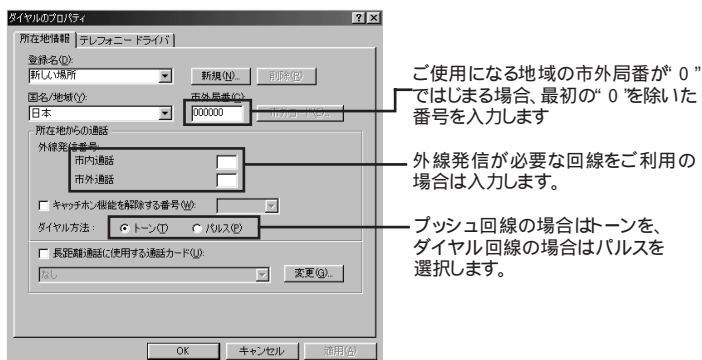 ダイヤルのプロパティ
所在地情報 テレフォニードライバ
登録名(D):
新しい場所 新規(N)... 削除(R)
国名/地域(Y): 市外局番(C):
日本 000000
所在地からの通話
外線発信番号:
市内通話
市外通話
キャッチホン機能を解除する番号(W):
ダイヤル方法: トーン(T) パルス(P)
長距離通話に使用する通話カード(U):
なし 変更(G)...
OK キャンセル 適用(A)
ご使用になる地域の市外局番が“0”
ではじまる場合、最初の“0”を除いた
番号を入力します
外線発信が必要な回線をご利用の
場合は入力します。
プッシュ回線の場合はトーンを、
ダイヤル回線の場合はパルスを
選択します。